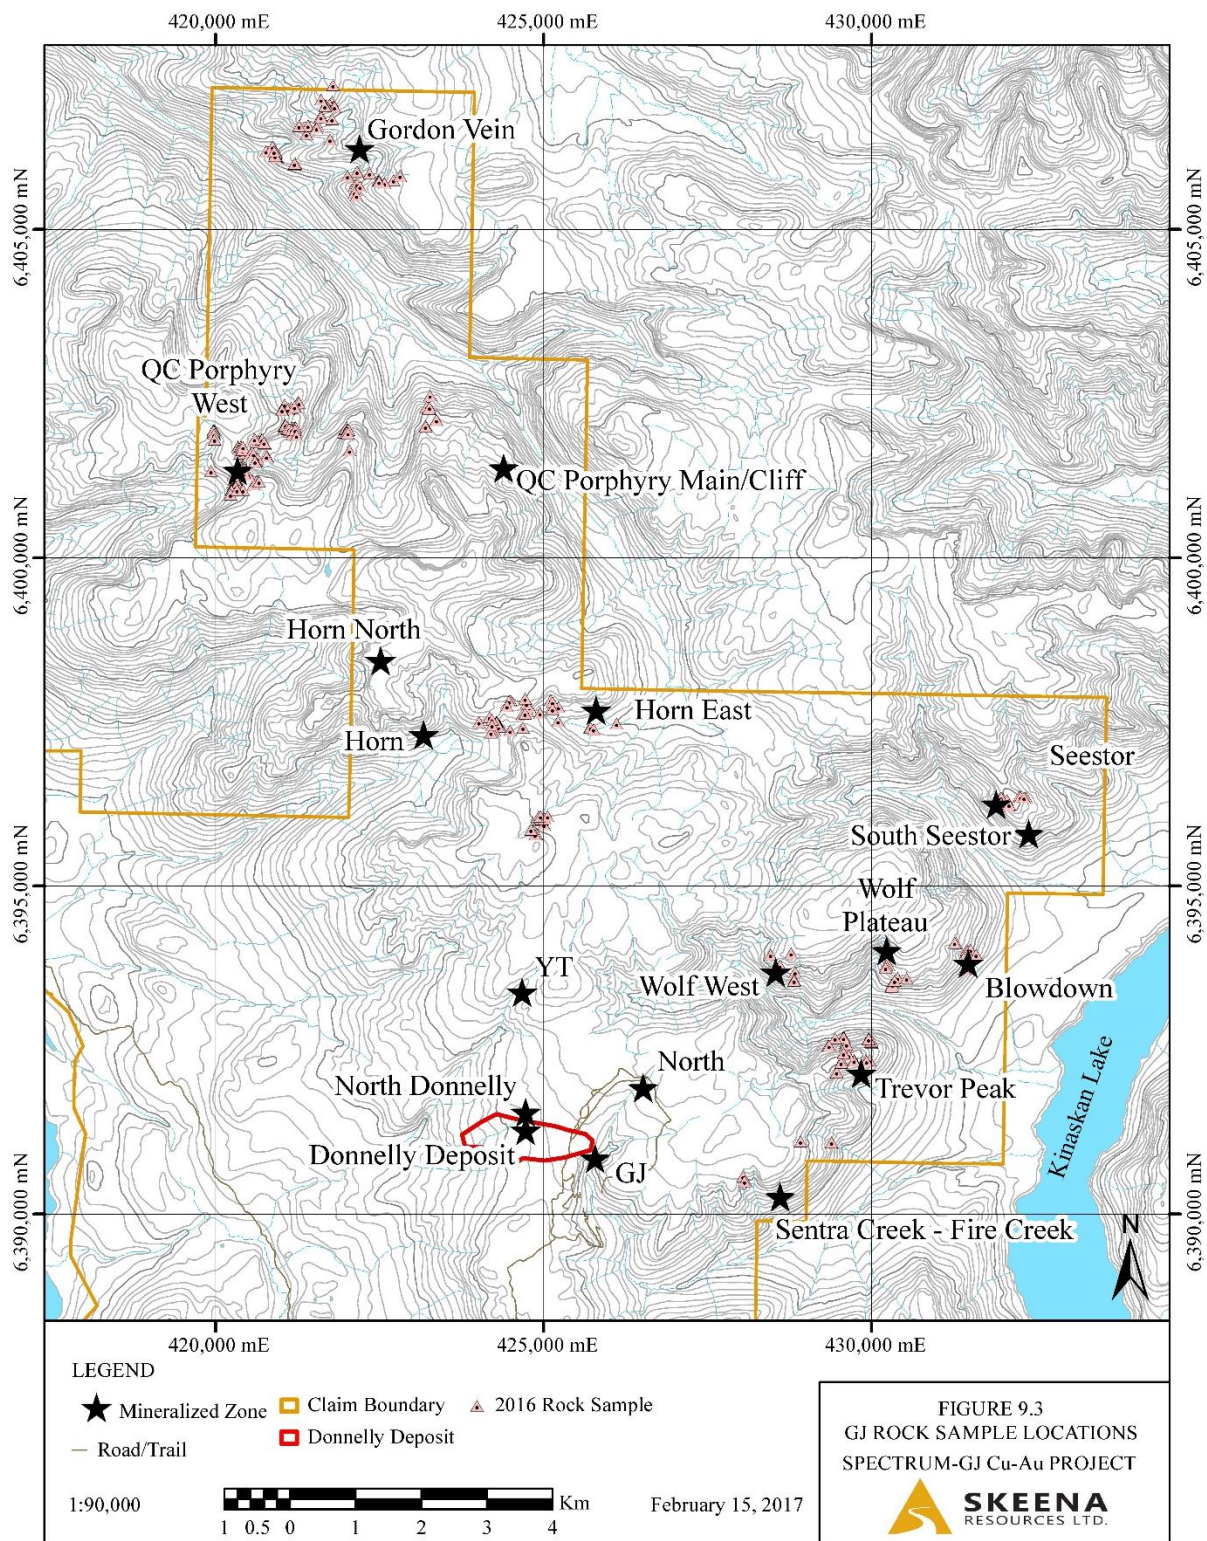 420,000 mE
425,000 mE
430,000 mE
Gordon Vein
6,405,000 mN
6,405,000 mN
QC Porphyry
West
QC Porphyry Main/Cliff
6,400,000 mN
6,400,000 mN
Horn North
Horn East
Horn
Seestor
South Seestor
6,395,000 mN
6,395,000 mN
Wolf
Plateau
YT
Wolf West
Blowdown
North
North Donnelly
Trevor Peak
Kinaskan Lake
Donnelly Deposit
GJ
6,390,000 mN
6,390,000 mN
Sentra Creek - Fire Creek
N
420,000 mE
425,000 mE
430,000 mE
LEGEND
Mineralized Zone
Claim Boundary
2016 Rock Sample
Road/Trail
Donnelly Deposit
1:90,000
Km
1 0.5 0 1 2 3 4
February 15, 2017
FIGURE 9.3
GJ ROCK SAMPLE LOCATIONS
SPECTRUM-GJ Cu-Au PROJECT
SKEENA
RESOURCES LTD.